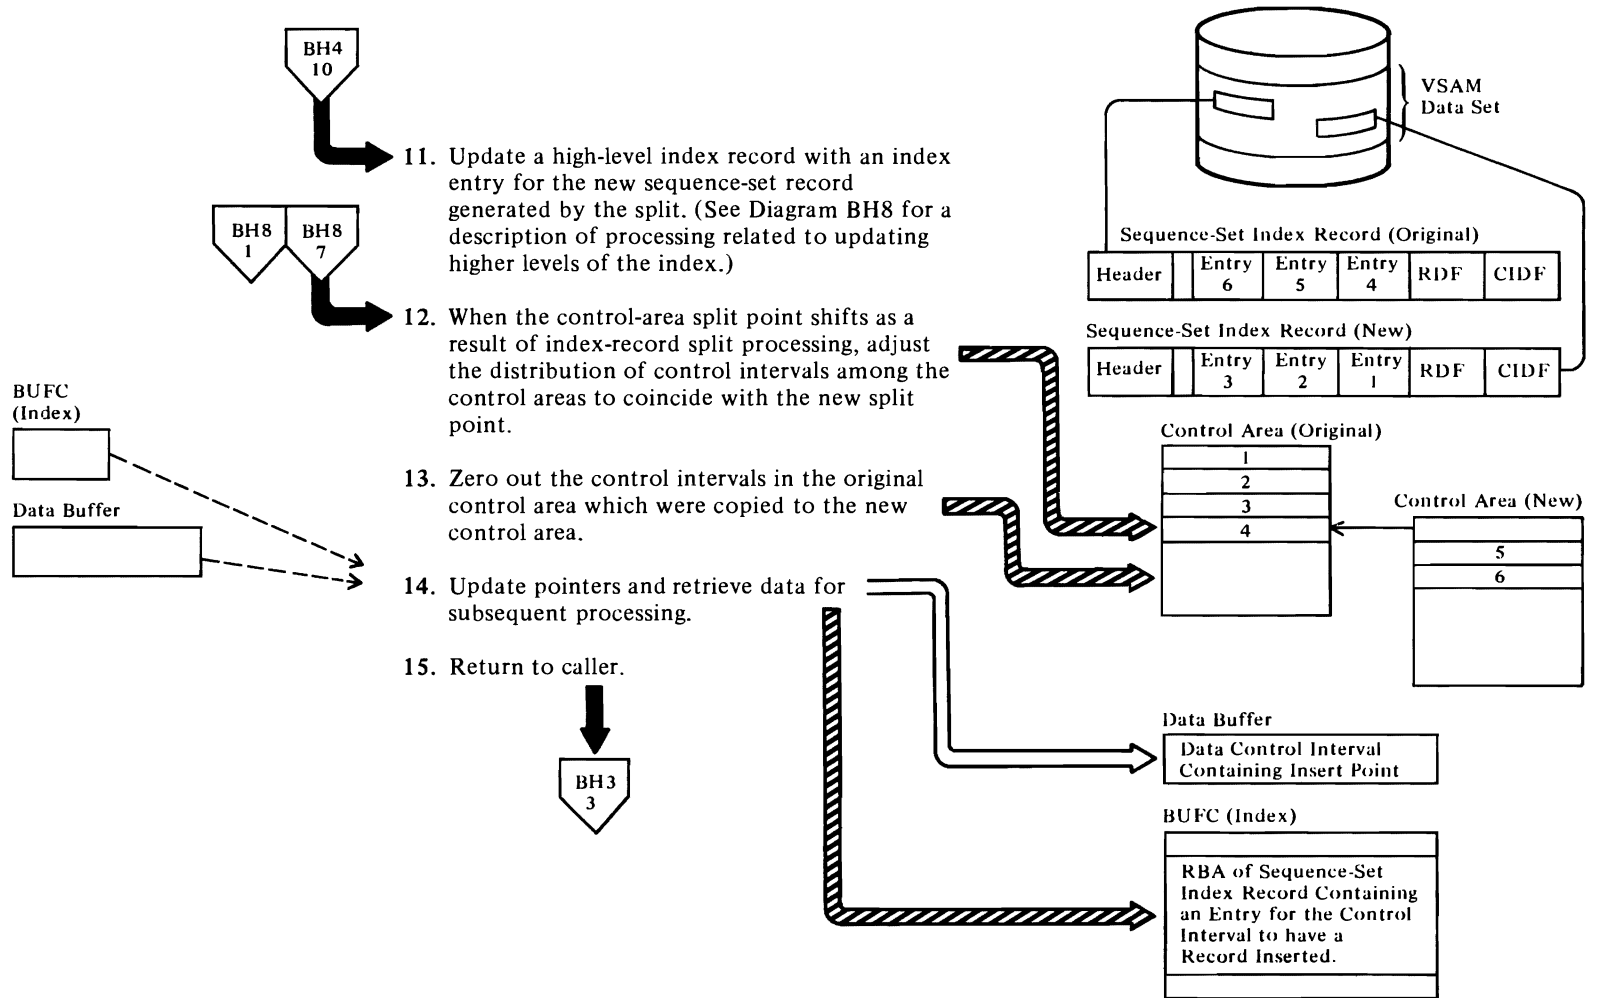 BH4
10
11. Update a high-level index record with an index
entry for the new sequence-set record
generated by the split. (See Diagram BH8 for a
description of processing related to updating
higher levels of the index.)
BH8
1
BH8
7
12. When the control-area split point shifts as a
result of index-record split processing, adjust
the distribution of control intervals among the
control areas to coincide with the new split
point.
BUFC
(Index)
Data Buffer
13. Zero out the control intervals in the original
control area which were copied to the new
control area.
14. Update pointers and retrieve data for
subsequent processing.
15. Return to caller.
BH3
3
VSAM
Data Set
Sequence-Set Index Record (Original)
Header
Entry
6
Entry
5
Entry
4
RDF
CIDF
Sequence-Set Index Record (New)
Header
Entry
3
Entry
2
Entry
1
RDF
CIDF
Control Area (Original)
1
2
3
4
Control Area (New)
5
6
Data Buffer
Data Control Interval
Containing Insert Point
BUFC (Index)
RBA of Sequence-Set
Index Record Containing
an Entry for the Control
Interval to have a
Record Inserted.